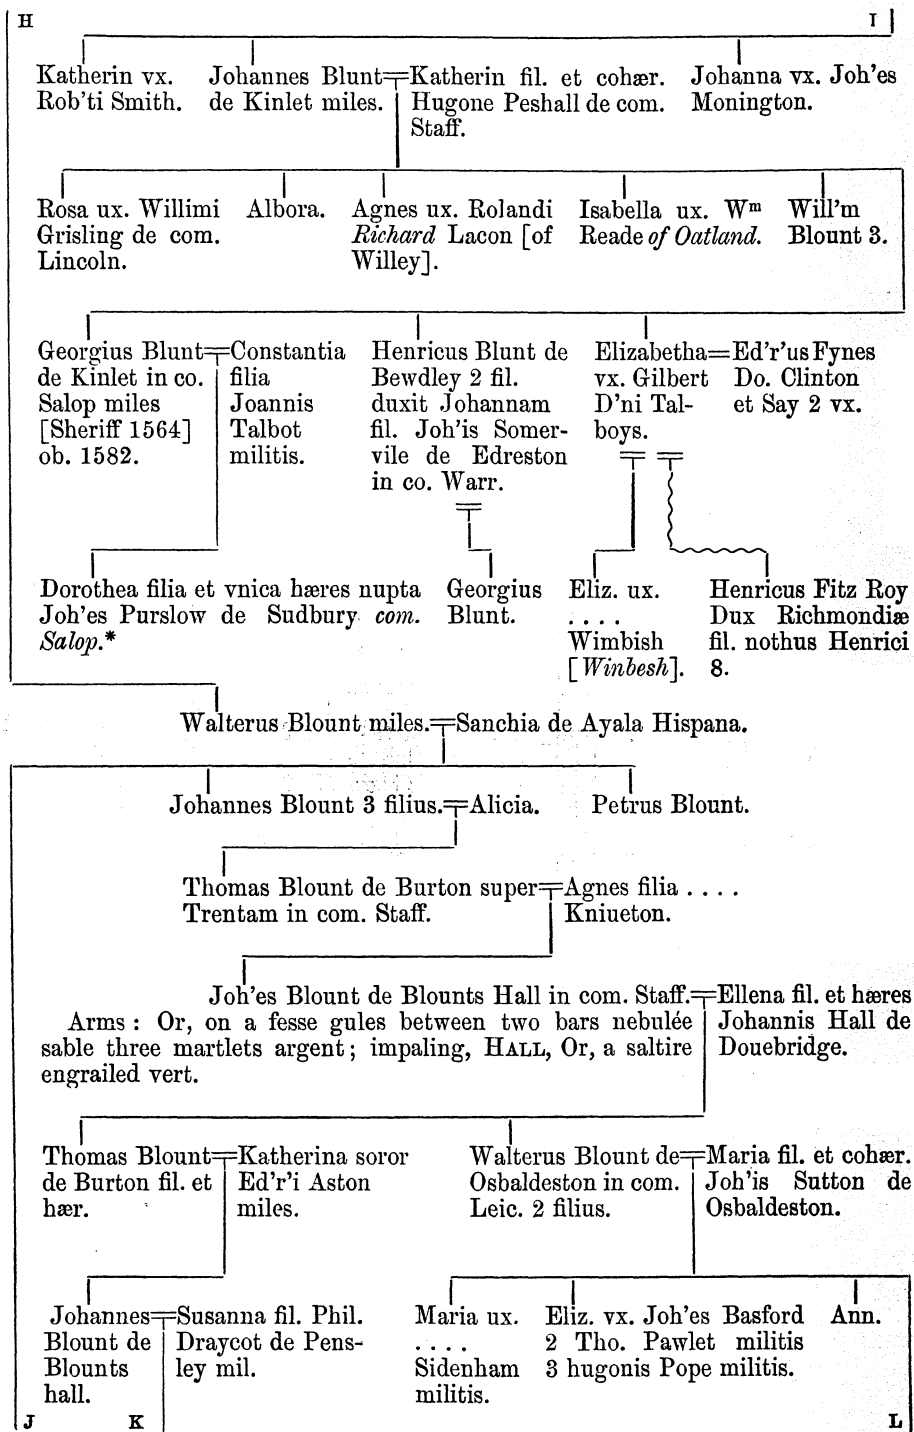 H I
Katherin vx.
Rob'ti Smith.
Johannes Blunt
de Kinlet miles.
Katherin fil. et cohær.
Hugone Peshall de com.
Staff.
Johanna vx. Joh'es
Monington.
Rosa ux. Willimi
Grisling de com.
Lincoln.
Albora.
Agnes ux. Rolandi
Richard Lacon [of
Willey].
Isabella ux. Wᵐ
Reade of Oatland.
Will'm
Blount 3.
Georgius Blunt
de Kinlet in co.
Salop miles
[Sheriff 1564]
ob. 1582.
Constantia
filia
Joannis
Talbot
militis.
Henricus Blunt de
Bewdley 2 fil.
duxit Johannam
fil. Joh'is Somer-
vile de Edreston
in co. Warr.
Elizabetha
vx. Gilbert
D'ni Tal-
boys.
Ed'r'us Fynes
Do. Clinton
et Say 2 vx.
Dorothea filia et vnica hæres nupta
Joh'es Purslow de Sudbury com.
Salop.*
Georgius
Blunt.
Eliz. ux.
. . . .
Wimbish
[Winbesh].
Henricus Fitz Roy
Dux Richmondiæ
fil. nothus Henrici
8.
Walterus Blount miles. Sanchia de Ayala Hispana.
Johannes Blount 3 filius. Alicia. Petrus Blount.
Thomas Blount de Burton super
Trentam in com. Staff.
Agnes filia . . . .
Kniueton.
Joh'es Blount de Blounts Hall in com. Staff.
Arms : Or, on a fesse gules between two bars nebulée
sable three martlets argent ; impaling, HALL, Or, a saltire
engrailed vert.
Ellena fil. et hæres
Johannis Hall de
Douebridge.
Thomas Blount
de Burton fil. et
hær.
Katherina soror
Ed'r'i Aston
miles.
Walterus Blount de
Osbaldeston in com.
Leic. 2 filius.
Maria fil. et cohær.
Joh'is Sutton de
Osbaldeston.
Johannes
Blount de
Blounts
hall.
Susanna fil. Phil.
Draycot de Pens-
ley mil.
Maria ux.
. . . .
Sidenham
militis.
Eliz. vx. Joh'es Basford
2 Tho. Pawlet militis
3 hugonis Pope militis.
Ann.
J K L